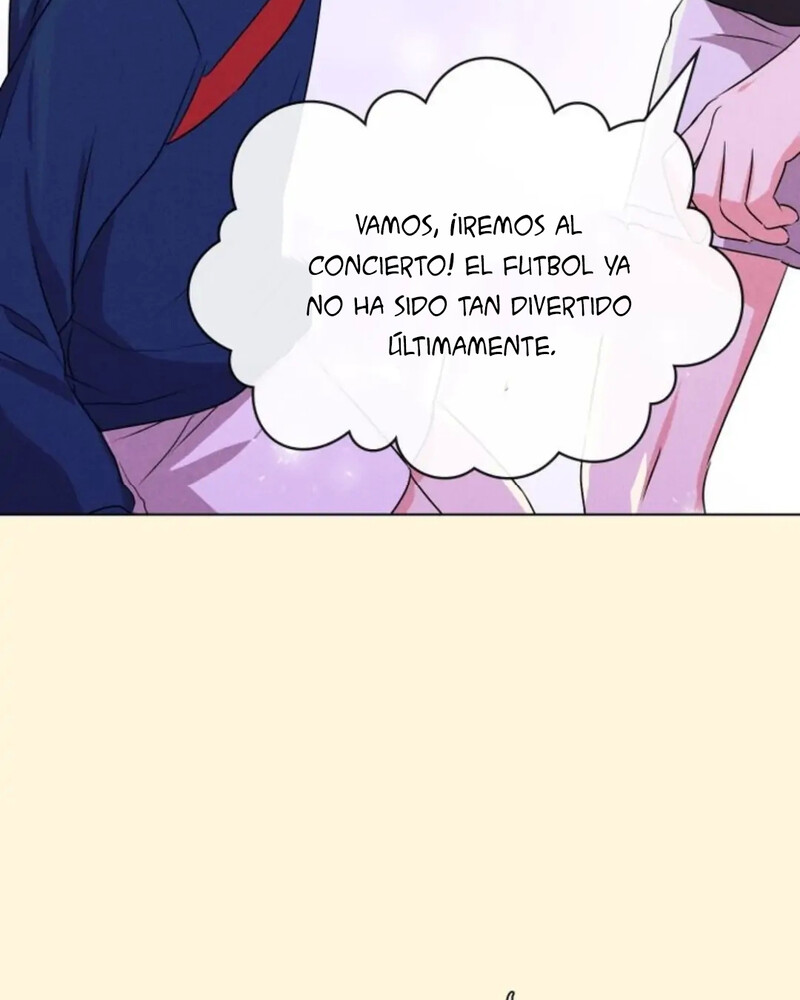 VAMOS, ¡IREMOS AL
CONCIERTO! EL FUTBOL YA
NO HA SIDO TAN DIVERTIDO
ÚLTIMAMENTE.